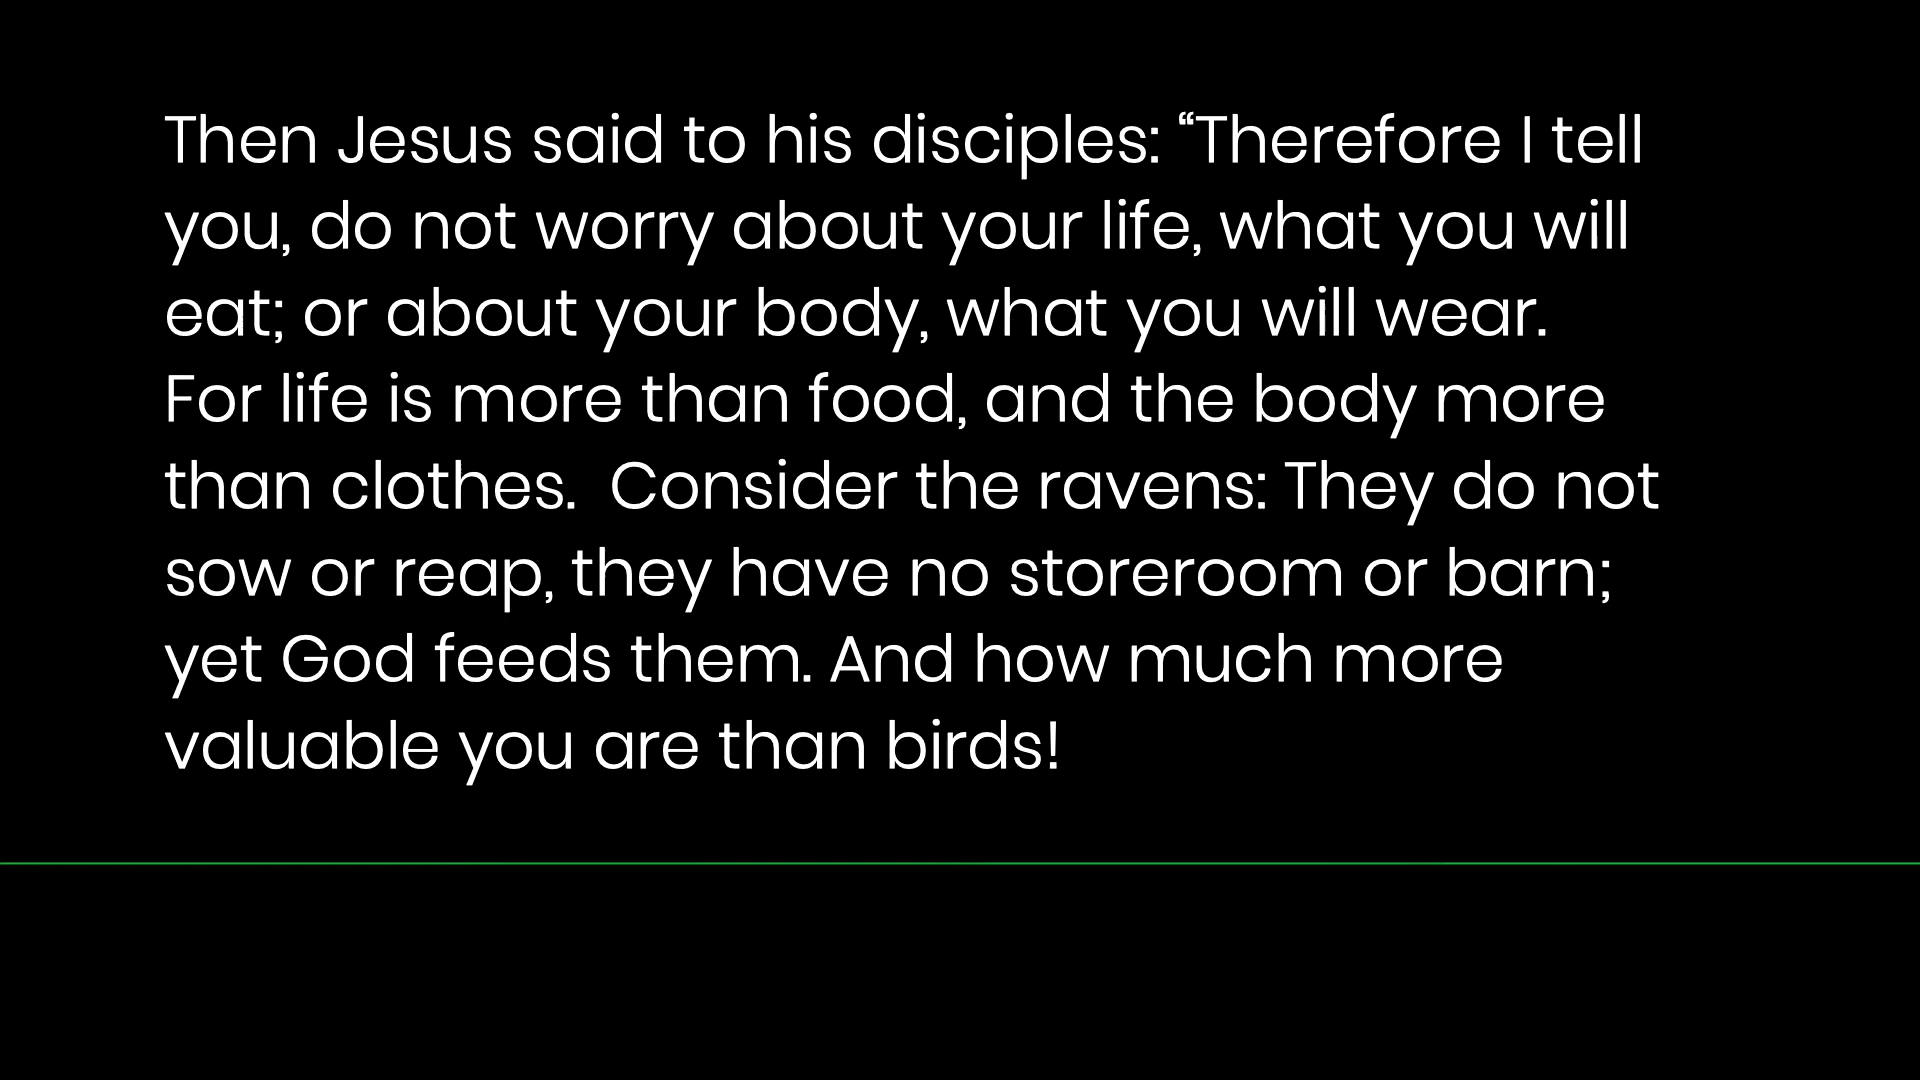 Then Jesus said to his disciples: “Therefore I tell
you, do not worry about your life, what you will
eat; or about your body, what you will wear.
For life is more than food, and the body more
than clothes.  Consider the ravens: They do not
sow or reap, they have no storeroom or barn;
yet God feeds them. And how much more
valuable you are than birds!